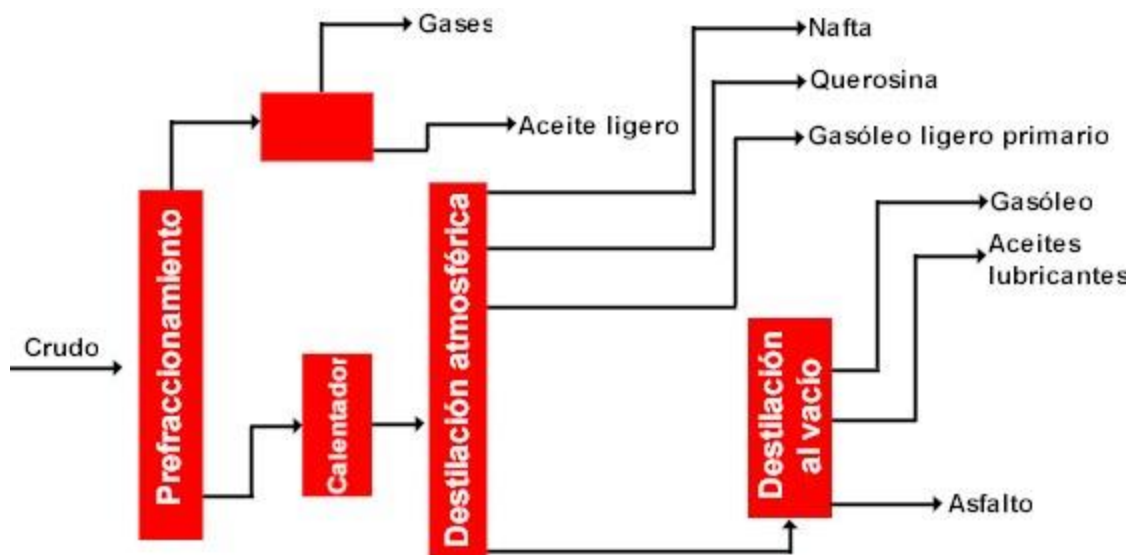 Gases
Nafta
Querosina
Aceite ligero
Gasóleo ligero primario
Prefraccionamiento
Destilación atmosférica
Gasóleo
Aceites
lubricantes
Crudo
Calentador
Destilación
al vacío
Asfalto